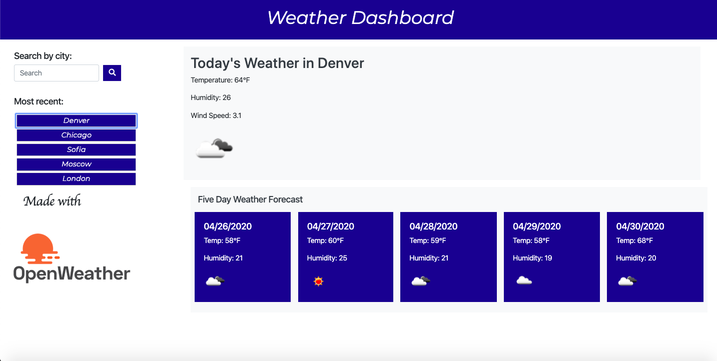 Weather Dashboard
Search by city:
Search
Most recent:
Denver
Chicago
Sofia
Moscow
London
Made with
OpenWeather
Today's Weather in Denver
Temperature: 64°F
Humidity: 26
Wind Speed: 3.1
Five Day Weather Forecast
04/26/2020
Temp: 58°F
Humidity: 21
04/27/2020
Temp: 60°F
Humidity: 25
04/28/2020
Temp: 59°F
Humidity: 21
04/29/2020
Temp: 58°F
Humidity: 19
04/30/2020
Temp: 68°F
Humidity: 20